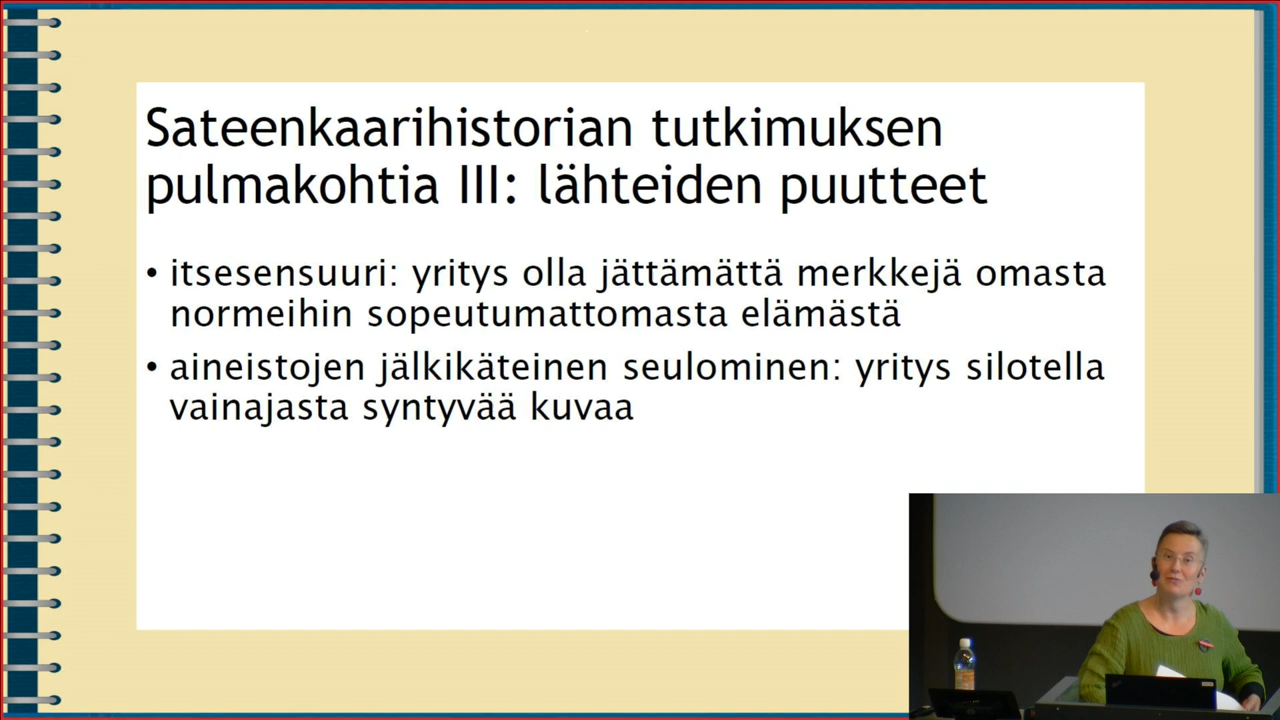 Sateenkaarihistorian tutkimuksen
pulmakohtia III: lähteiden puutteet
• itsesensuuri: yritys olla jättämättä merkkejä omasta
normeihin sopeutumattomasta elämästä
• aineistojen jälkikäteinen seulominen: yritys silotella
vainajasta syntyvää kuvaa